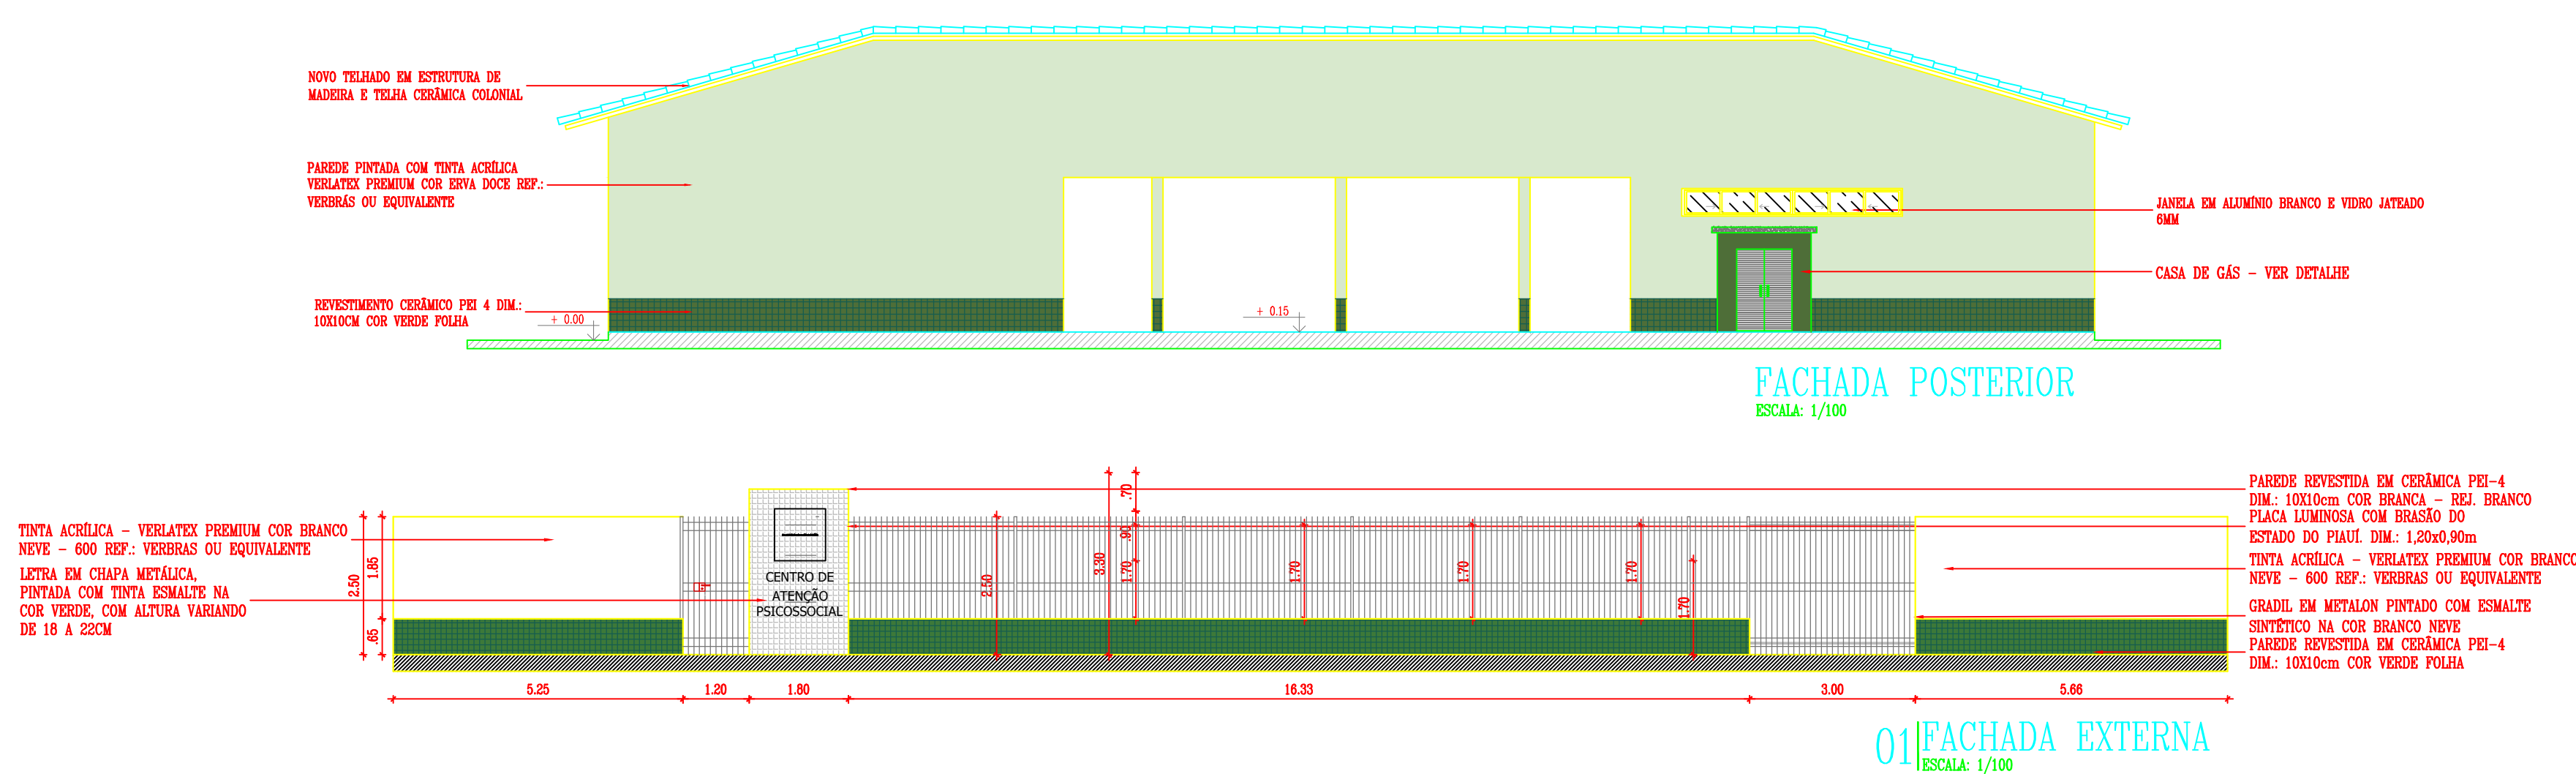 NOVO TELHADO EM ESTRUTURA DE
MADEIRA E TELHA CERÂMICA COLONIAL
PAREDE PINTADA COM TINTA ACRÍLICA
VERLATEX PREMIUM COR ERVA DOCE REF.:
VERBRÁS OU EQUIVALENTE
REVESTIMENTO CERÂMICO PEI 4 DIM.:
10X10CM COR VERDE FOLHA
+ 0.00
+ 0.15
JANELA EM ALUMÍNIO BRANCO E VIDRO JATEADO
6MM
CASA DE GÁS - VER DETALHE
FACHADA POSTERIOR
ESCALA: 1/100
TINTA ACRÍLICA - VERLATEX PREMIUM COR BRANCO
NEVE - 600 REF.: VERBRAS OU EQUIVALENTE
LETRA EM CHAPA METÁLICA,
PINTADA COM TINTA ESMALTE NA
COR VERDE, COM ALTURA VARIANDO
DE 18 A 22CM
2.50
1.85
.65
CENTRO DE
ATENÇÃO
PSICOSSOCIAL
2.50
3.30
.70
.90
1.70
1.70
1.70
1.70
1.70
PAREDE REVESTIDA EM CERÂMICA PEI-4
DIM.: 10X10cm COR BRANCA - REJ. BRANCO
PLACA LUMINOSA COM BRASÃO DO
ESTADO DO PIAUÍ. DIM.: 1,20x0,90m
TINTA ACRÍLICA - VERLATEX PREMIUM COR BRANCO
NEVE - 600 REF.: VERBRAS OU EQUIVALENTE
GRADIL EM METALON PINTADO COM ESMALTE
SINTÉTICO NA COR BRANCO NEVE
PAREDE REVESTIDA EM CERÂMICA PEI-4
DIM.: 10X10cm COR VERDE FOLHA
5.25
1.20
1.80
16.33
3.00
5.66
01
FACHADA EXTERNA
ESCALA: 1/100